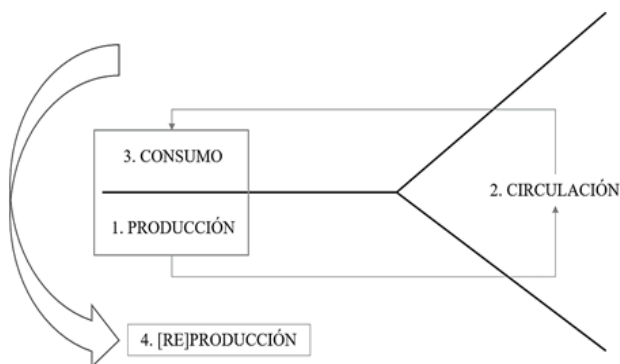 3. CONSUMO
1. PRODUCCIÓN
2. CIRCULACIÓN
4. [RE]PRODUCCIÓN